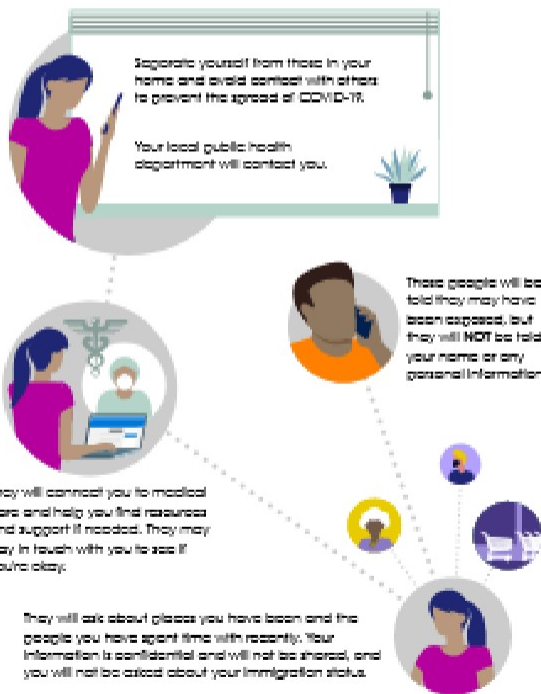 Separate yourself from those in your
home and avoid contact with others
to prevent the spread of COVID-19.
Your local public health
department will contact you.
These people will be
told they may have
been exposed, but
they will NOT be told
your name or any
personal information
ey will connect you to medical
are and help you find resources
nd support if needed. They may
ay in touch with you to see if
u're okay.
They will ask about places you have been and the
people you have spent time with recently. Your
information is confidential and will not be shared, and
you will not be asked about your immigration status.